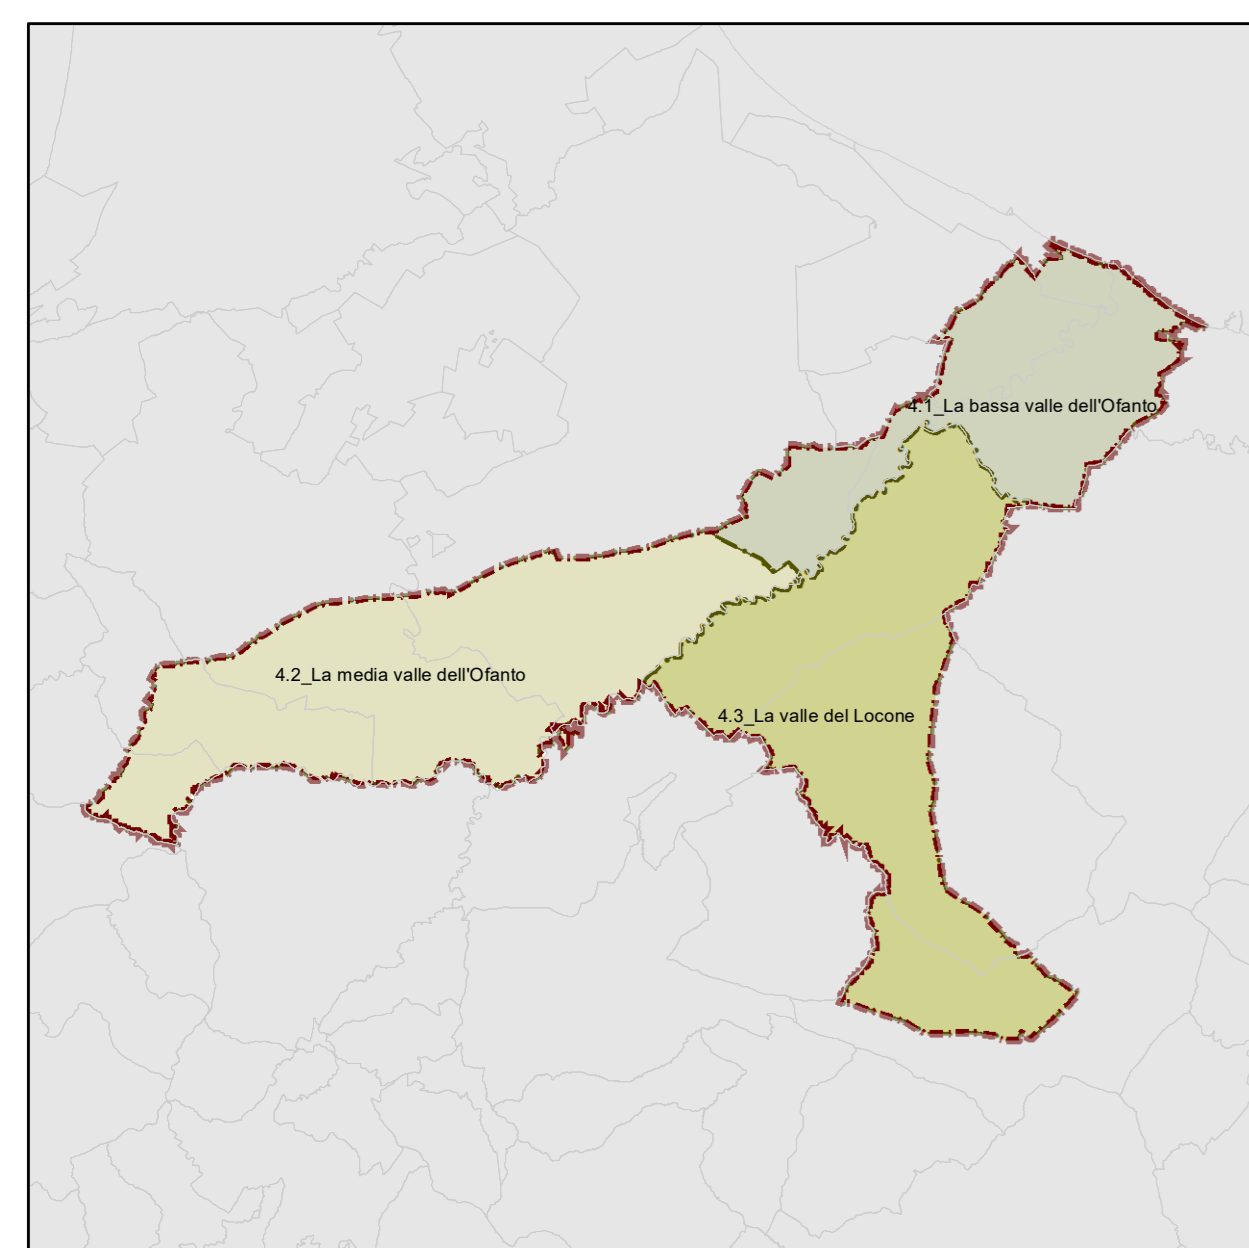 4.1_La bassa valle dell'Ofanto
4.2_La media valle dell'Ofanto
4.3_La valle del Locone